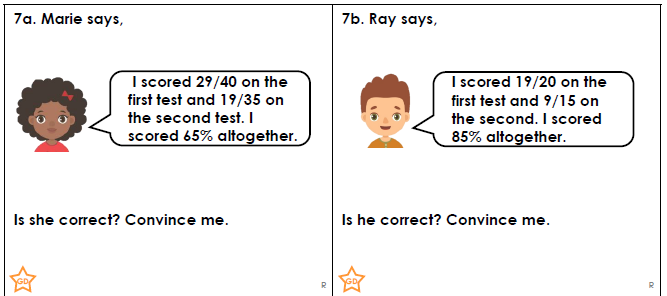 7a. Marie says,
I scored 29/40 on the
first test and 19/35 on
the second test. I
scored 65% altogether.
Is she correct? Convince me.
GD
R
7b. Ray says,
I scored 19/20 on the
first test and 9/15 on
the second. I scored
85% altogether.
Is he correct? Convince me.
GD
R